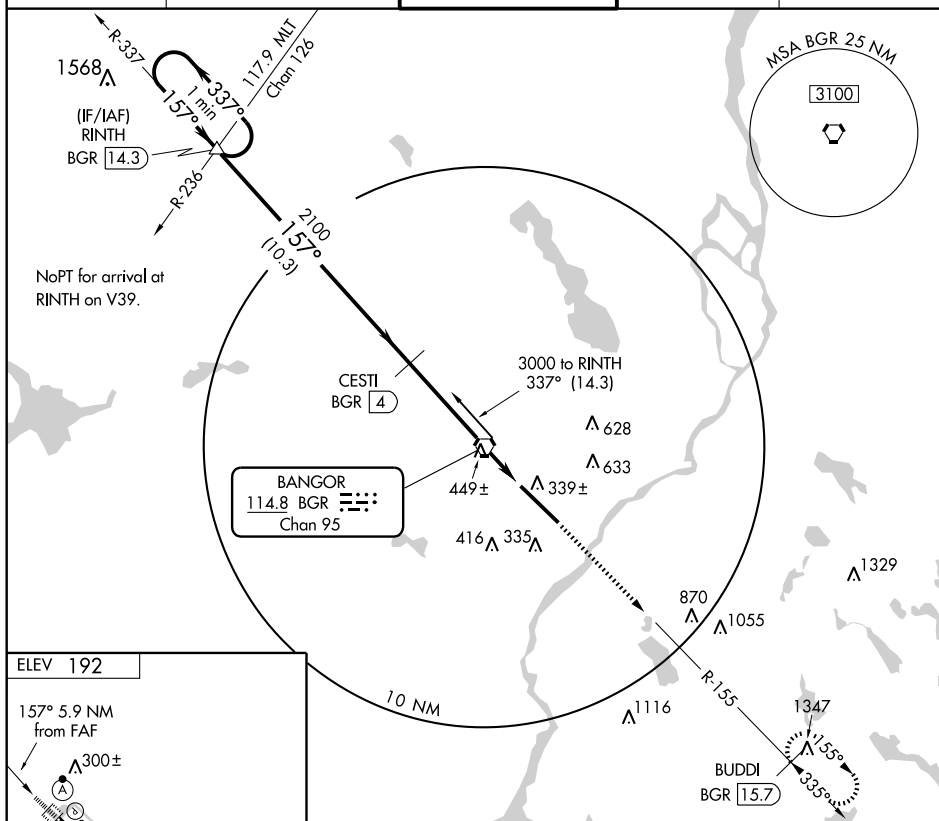 R-337
117.9 MLT
Chan 126
1568
337°
1 min
157°
(IF/IAF)
RINTH
BGR 14.3
R-236
MSA BGR 25 NM
3100
2100
157°
(10.3)
NoPT for arrival at
RINTH on V39.
CESTI
BGR 4
3000 to RINTH
337° (14.3)
628
633
449±
339±
BANGOR
114.8 BGR
Chan 95
416
335
1329
870
1055
R-155
10 NM
1116
1347
155°
335°
BUDDI
BGR 15.7
ELEV 192
157° 5.9 NM
from FAF
300±
A
P